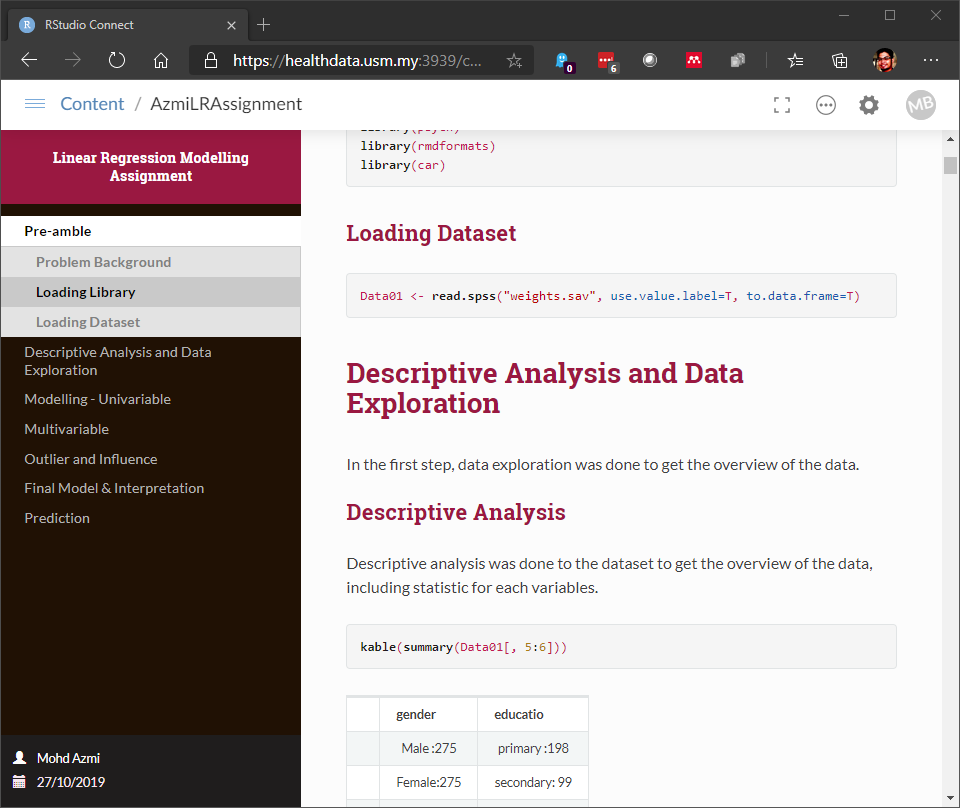 RStudio Connect
https://healthdata.usm.my:3939/c...
0
6
Content / AzmiLRAssignment
MB
Linear Regression Modelling
Assignment
Pre-amble
Problem Background
Loading Library
Loading Dataset
Descriptive Analysis and Data
Exploration
Modelling - Univariable
Multivariable
Outlier and Influence
Final Model & Interpretation
Prediction
Mohd Azmi
27/10/2019
library(psych)
library(rmdformats)
library(car)
Loading Dataset
Data01 <- read.spss("weights.sav", use.value.label=T, to.data.frame=T)
Descriptive Analysis and Data
Exploration
In the first step, data exploration was done to get the overview of the data.
Descriptive Analysis
Descriptive analysis was done to the dataset to get the overview of the data,
including statistic for each variables.
kable(summary(Data01[, 5:6]))
gender educatio
Male :275 primary :198
Female:275 secondary: 99